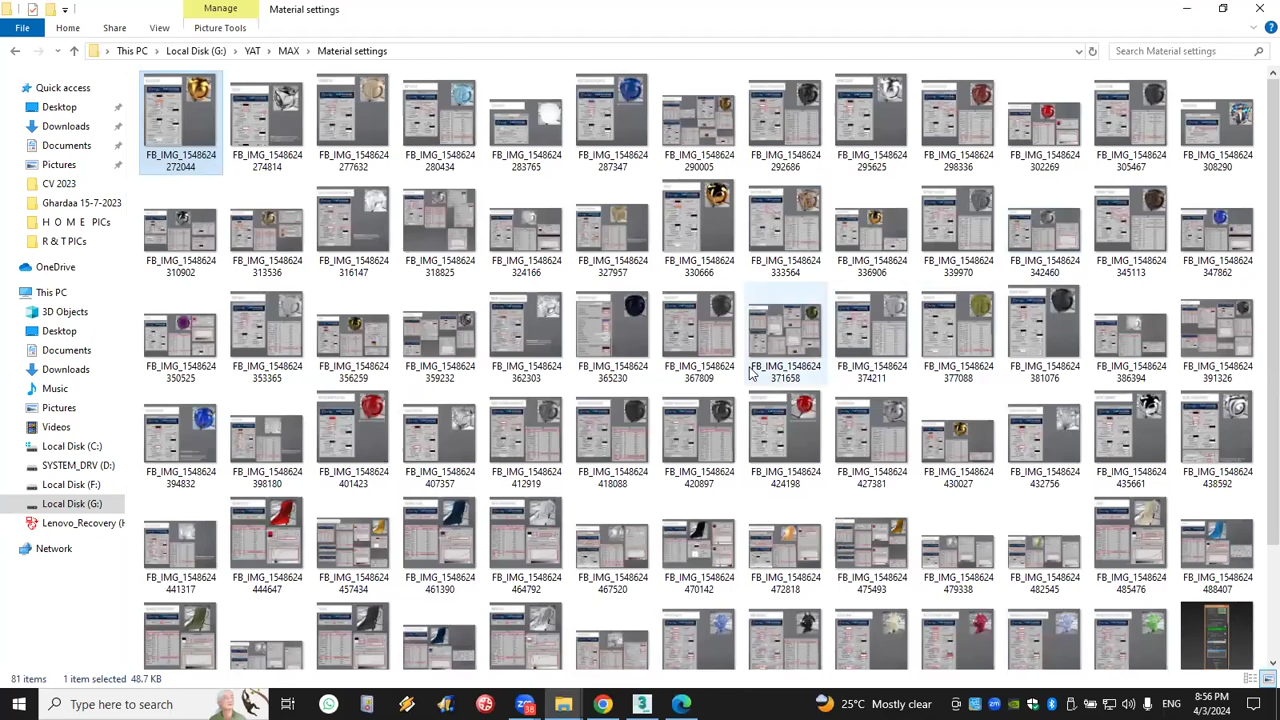 Manage
Material settings
File
Home
Share
View
Picture Tools
This PC
Local Disk (G:)
YAT
MAX
Material settings
Search Material settings
Quick access
Desktop
Downloads
Documents
Pictures
CV 2023
Ghardaa 15-7-2023
H O M E PICs
R & T PICs
OneDrive
This PC
3D Objects
Desktop
Documents
Downloads
Music
Pictures
Videos
Local Disk (C:)
SYSTEM_DRV (D:)
Local Disk (F:)
Local Disk (G:)
Lenovo_Recovery (H
Network
FB_IMG_1548624272044
FB_IMG_1548624274814
FB_IMG_1548624277632
FB_IMG_1548624280434
FB_IMG_1548624283765
FB_IMG_1548624287347
FB_IMG_1548624290005
FB_IMG_1548624292686
FB_IMG_1548624295625
FB_IMG_1548624298336
FB_IMG_1548624302269
FB_IMG_1548624305467
FB_IMG_1548624308290
FB_IMG_1548624310902
FB_IMG_1548624313536
FB_IMG_1548624316147
FB_IMG_1548624318825
FB_IMG_1548624324166
FB_IMG_1548624327957
FB_IMG_1548624330666
FB_IMG_1548624333564
FB_IMG_1548624336906
FB_IMG_1548624339970
FB_IMG_1548624342460
FB_IMG_1548624345113
FB_IMG_1548624347862
FB_IMG_1548624350525
FB_IMG_1548624353365
FB_IMG_1548624356259
FB_IMG_1548624359232
FB_IMG_1548624362303
FB_IMG_1548624365230
FB_IMG_1548624367809
FB_IMG_1548624371658
FB_IMG_1548624374211
FB_IMG_1548624377088
FB_IMG_1548624381076
FB_IMG_1548624386394
FB_IMG_1548624391326
FB_IMG_1548624394832
FB_IMG_1548624398180
FB_IMG_1548624401423
FB_IMG_1548624407357
FB_IMG_1548624412919
FB_IMG_1548624418088
FB_IMG_1548624420897
FB_IMG_1548624424198
FB_IMG_1548624427381
FB_IMG_1548624430027
FB_IMG_1548624432756
FB_IMG_1548624435661
FB_IMG_1548624438592
FB_IMG_1548624441317
FB_IMG_1548624444647
FB_IMG_1548624457434
FB_IMG_1548624461390
FB_IMG_1548624464792
FB_IMG_1548624467520
FB_IMG_1548624470142
FB_IMG_1548624472818
FB_IMG_1548624475493
FB_IMG_1548624479338
FB_IMG_1548624482545
FB_IMG_1548624485476
FB_IMG_1548624488407
81 items
1 item selected 48.7 KB
Type here to search
38
25°C Mostly clear
ENG
8:56 PM
4/3/2024